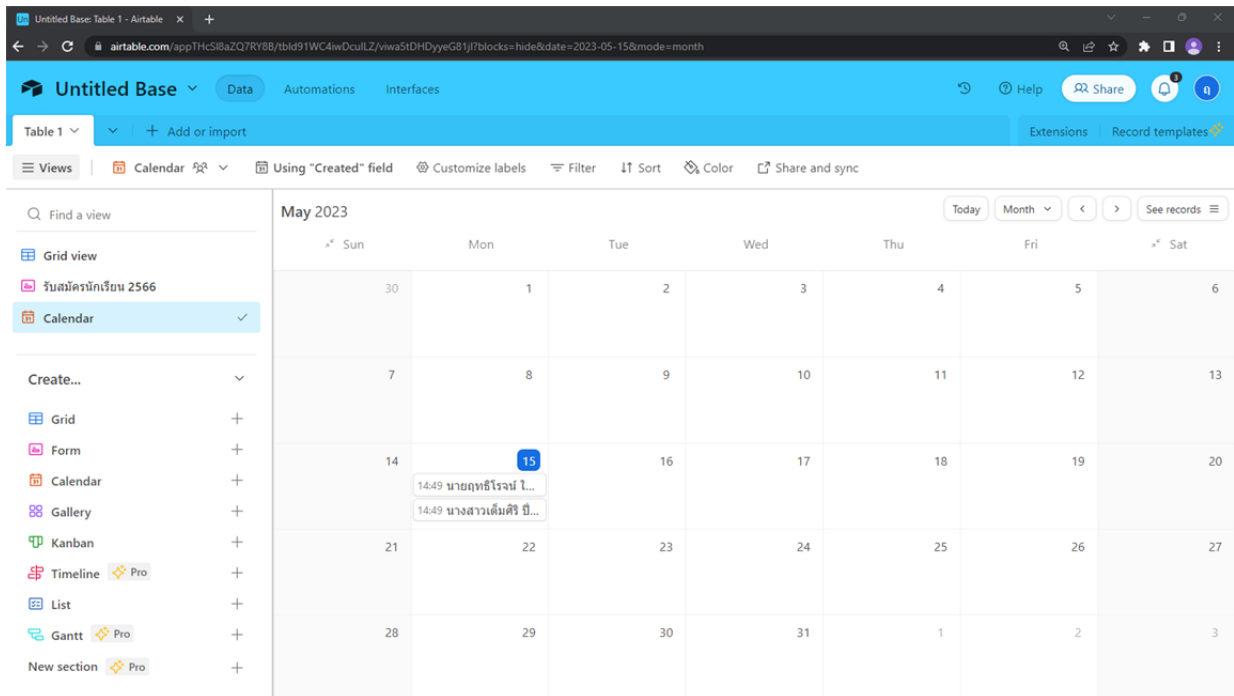 Untitled Base: Table 1 - Airtable
airtable.com/appTHcSI8aZQ7RY8B/tbld91WC4iwDcuILZ/viwa5tDHDyyeG81jI?blocks=hide&date=2023-05-15&mode=month
Untitled Base Data Automations Interfaces Help Share 3 ฤ
Table 1 Add or import Extensions Record templates
Views Calendar Using "Created" field Customize labels Filter Sort Color Share and sync
Find a view
Grid view
รับสมัครนักเรียน 2566
Calendar
Create...
Grid
Form
Calendar
Gallery
Kanban
Timeline Pro
List
Gantt Pro
New section Pro
May 2023 Today Month See records
Sun Mon Tue Wed Thu Fri Sat
30 1 2 3 4 5 6
7 8 9 10 11 12 13
14 15 16 17 18 19 20
14:49 นายฤทธิโรจน์ ใ...
14:49 นางสาวเต็มศิริ ปิ่...
21 22 23 24 25 26 27
28 29 30 31 1 2 3